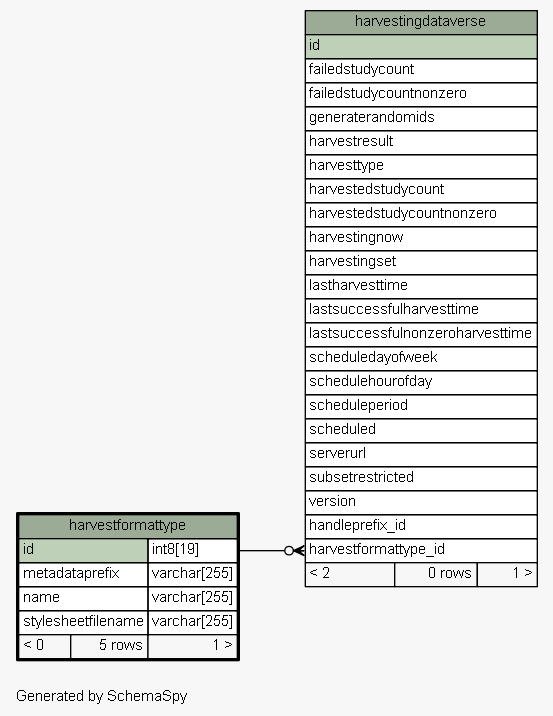 harvestingdataverse
id
failedstudycount
failedstudycountnonzero
generaterandomids
harvestresult
harvesttype
harvestedstudycount
harvestedstudycountnonzero
harvestingnow
harvestingset
lastharvesttime
lastsuccessfulharvesttime
lastsuccessfulnonzeroharvesttime
scheduledayofweek
schedulehourofday
scheduleperiod
scheduled
serverurl
subsetrestricted
version
handleprefix_id
harvestformattype_id
< 2 0 rows 1 >
harvestformattype
id int8[19]
metadataprefix varchar[255]
name varchar[255]
stylesheetfilename varchar[255]
< 0 5 rows 1 >
Generated by SchemaSpy